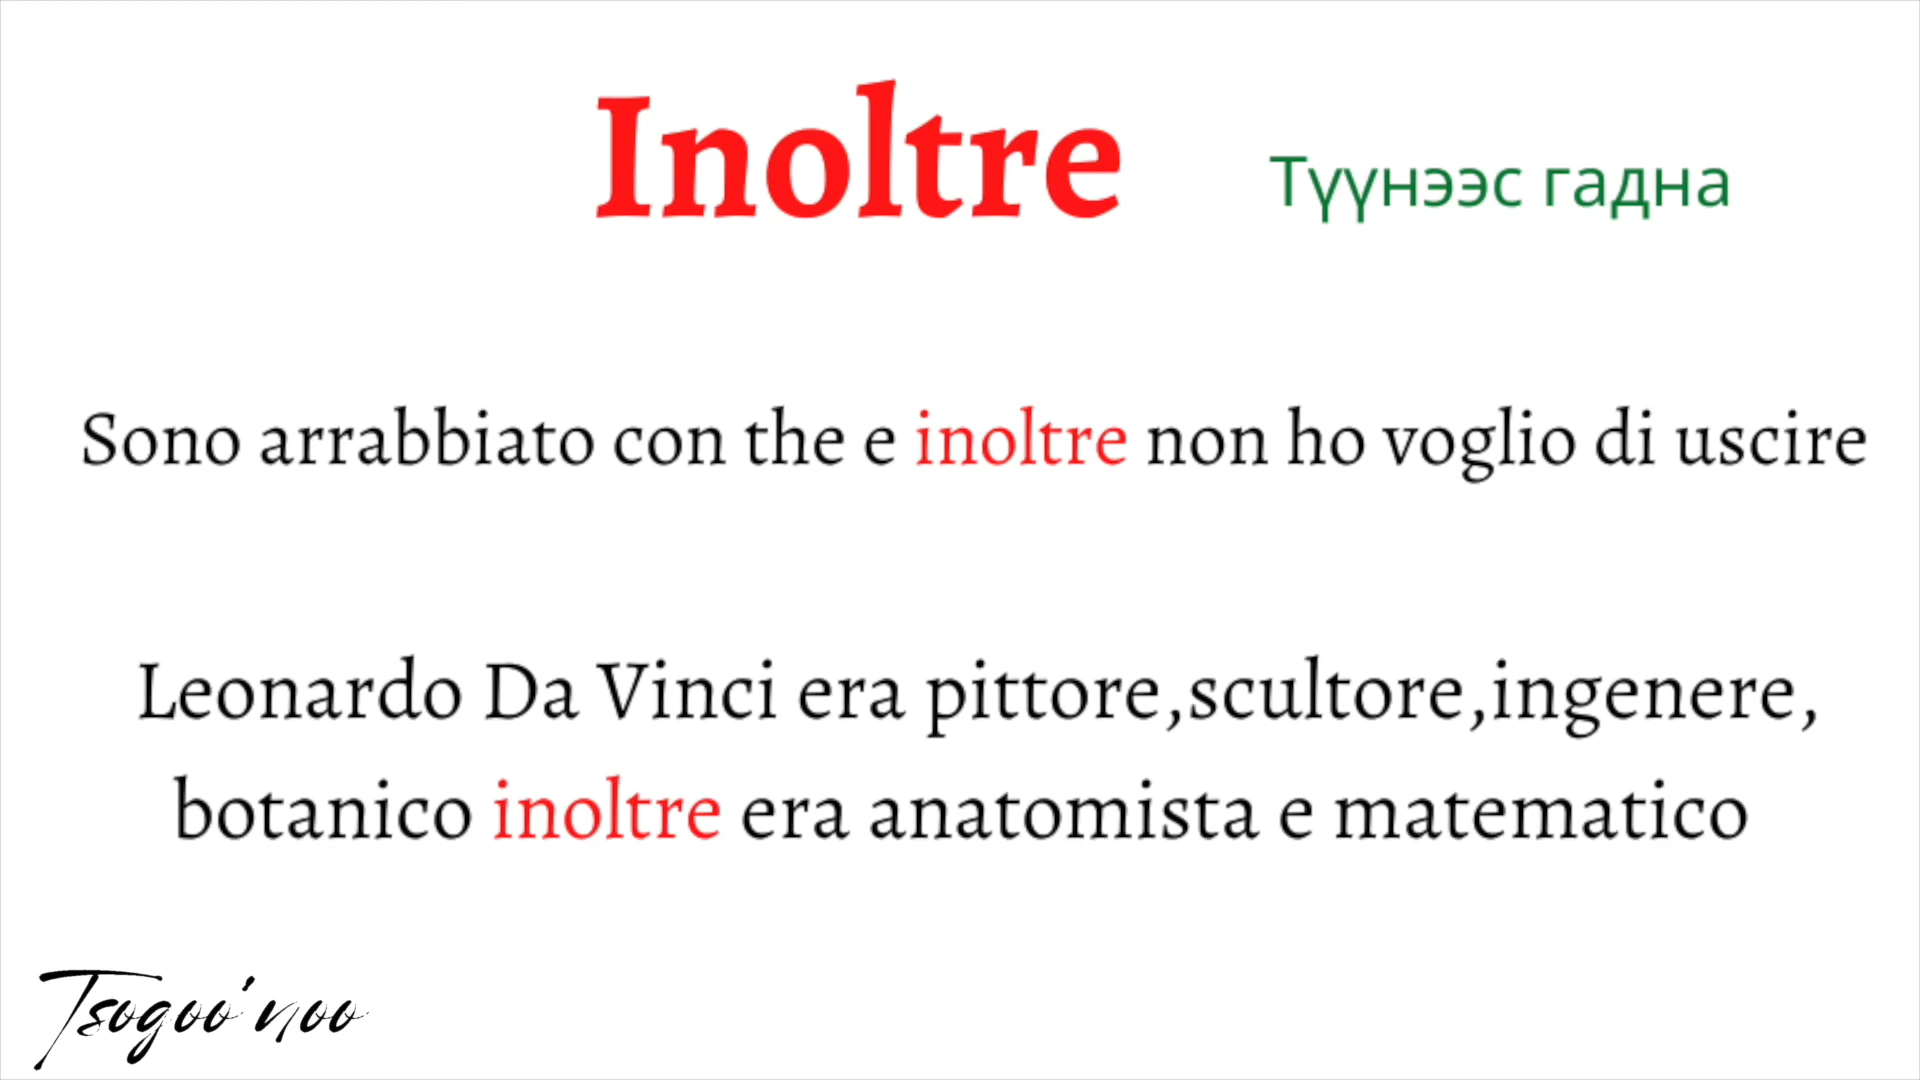 Inoltre Түүнээс гадна
Sono arrabbiato con the e inoltre non ho voglio di uscire
Leonardo Da Vinci era pittore,scultore,ingenere,
botanico inoltre era anatomista e matematico
Tsogoo'noo